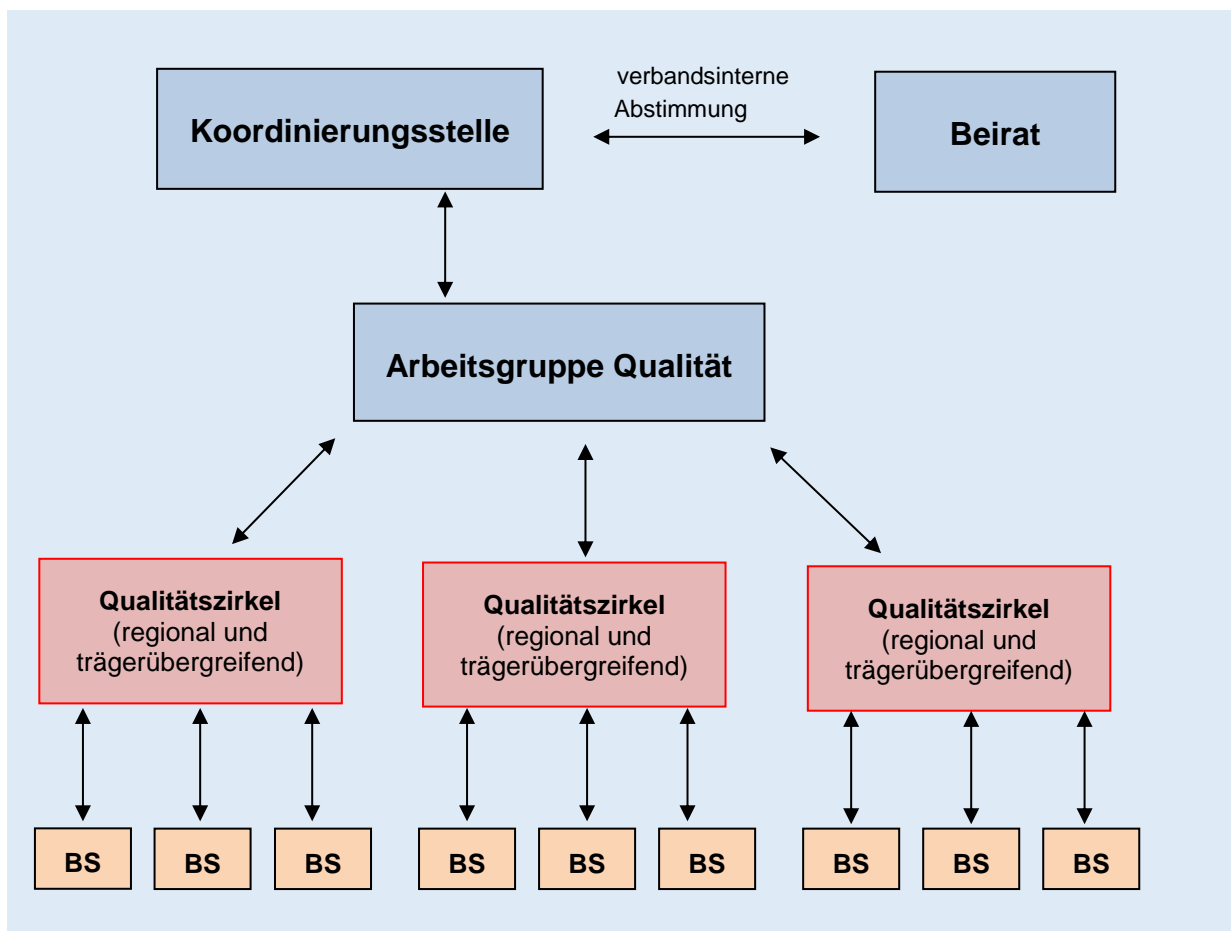 verbandsinterne
Abstimmung
Koordinierungsstelle
Beirat
Arbeitsgruppe Qualität
Qualitätszirkel
(regional und
trägerübergreifend)
Qualitätszirkel
(regional und
trägerübergreifend)
Qualitätszirkel
(regional und
trägerübergreifend)
BS
BS
BS
BS
BS
BS
BS
BS
BS